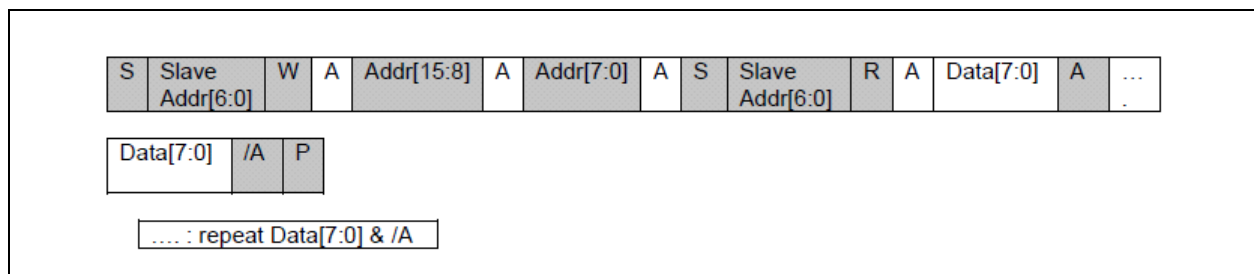 S Slave W A Addr[15:8] A Addr[7:0] A S Slave R A Data[7:0] A …
Addr[6:0] Addr[6:0] .
Data[7:0] /A P
…. : repeat Data[7:0] & /A